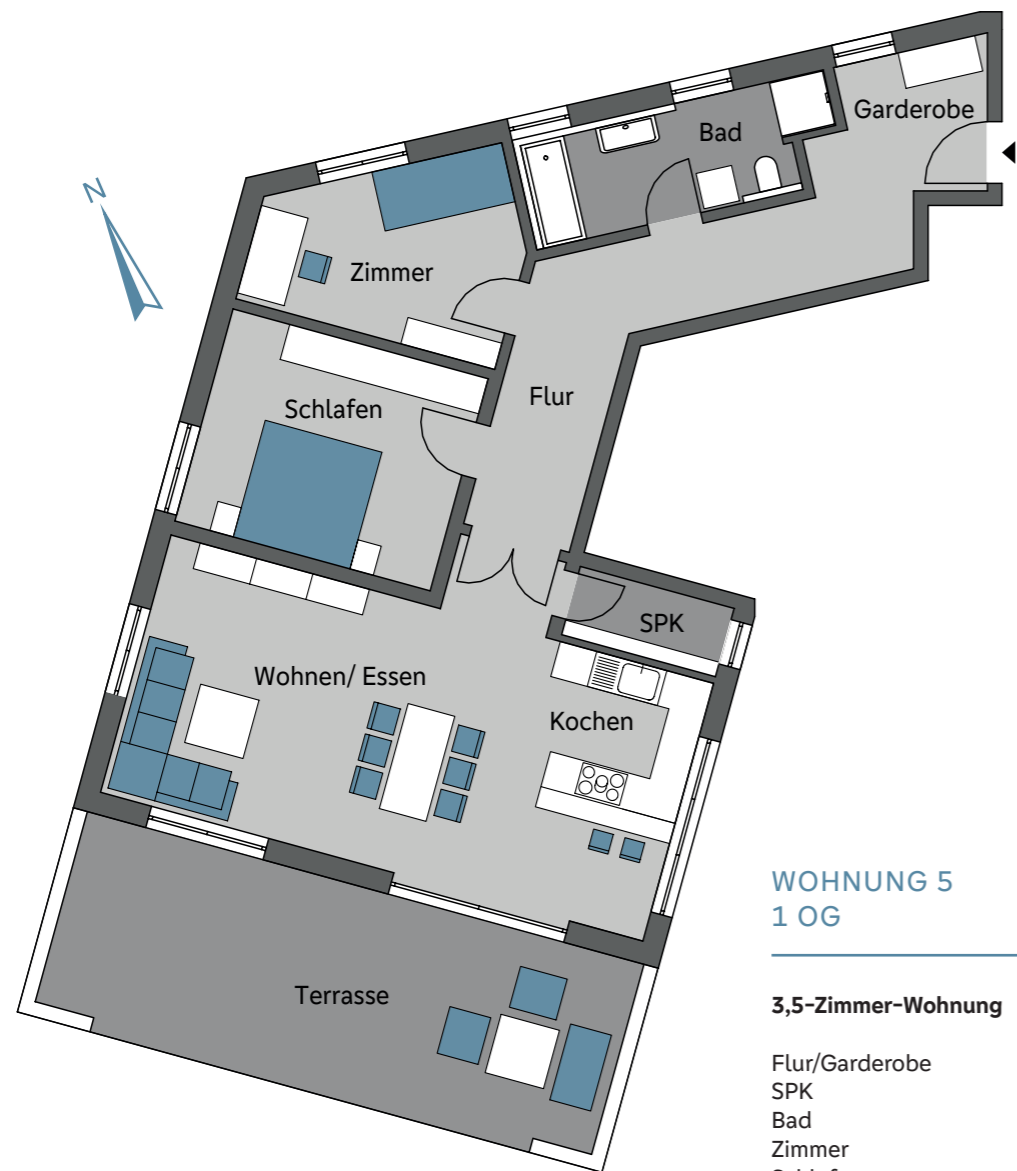 N
Garderobe
Bad
Zimmer
Flur
Schlafen
SPK
Wohnen/ Essen
Kochen
Terrasse
WOHNUNG 5
1 OG
3,5-Zimmer-Wohnung
Flur/Garderobe
SPK
Bad
Zimmer